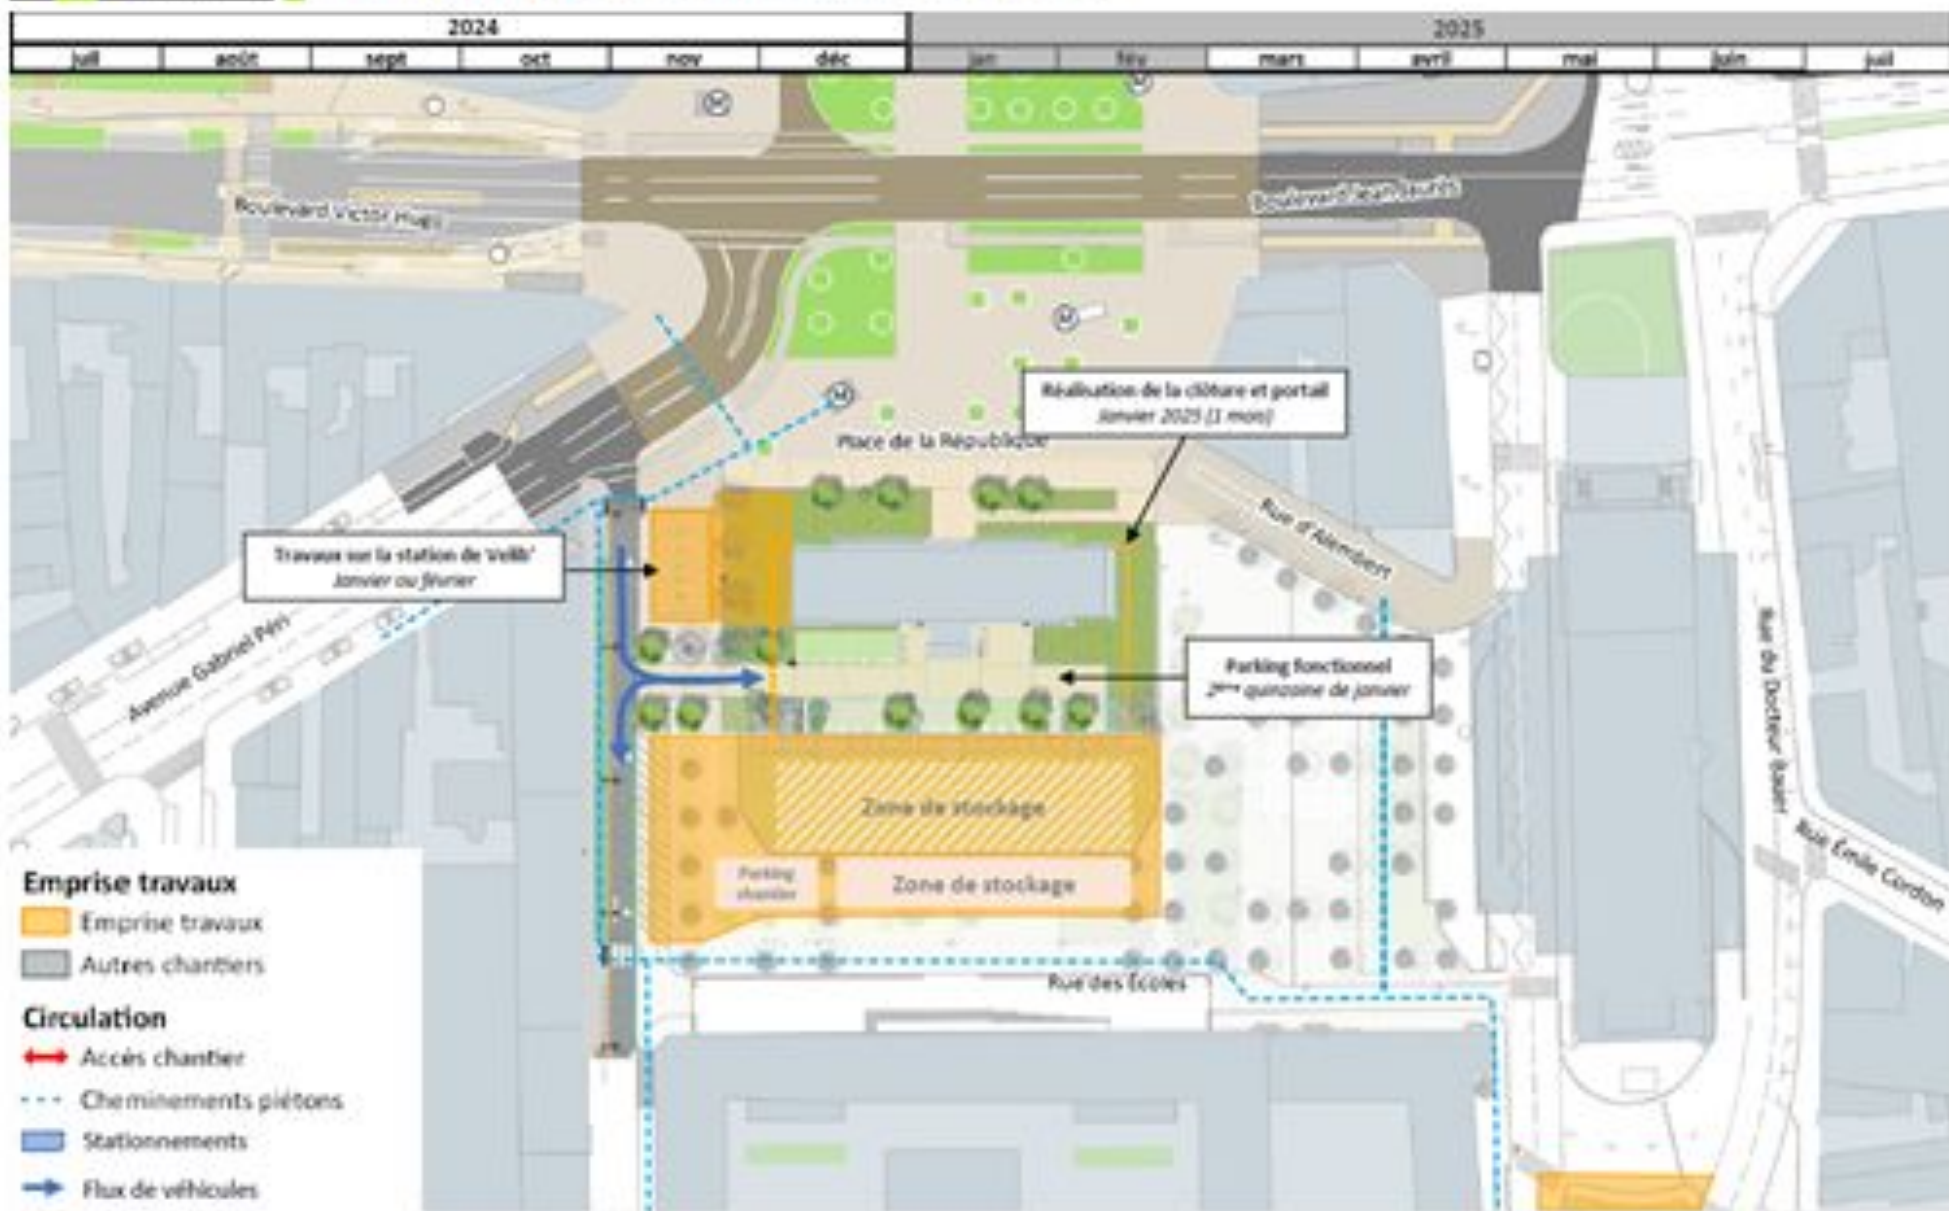 2024
2025
juil
août
sept
oct
nov
déc
jan
fév
mars
avril
mai
juin
juil
M
M
Boulevard Victor Hugo
Boulevard Jean Jaurès
M
M
Réalisation de la clôture et portail
Janvier 2025 (1 mois)
Place de la République
Rue d'Alembert
Travaux sur la station de Velib'
Janvier ou février
Avenue Gabriel Péri
Parking fonctionnel
2ème quinzaine de janvier
Rue du Docteur Bauer
Rue Émile Cordon
Zone de stockage
Parking
chantier
Zone de stockage
Rue des Écoles
Emprise travaux
Emprise travaux
Autres chantiers
Circulation
Accès chantier
Cheminements piétons
Stationnements
Flux de véhicules